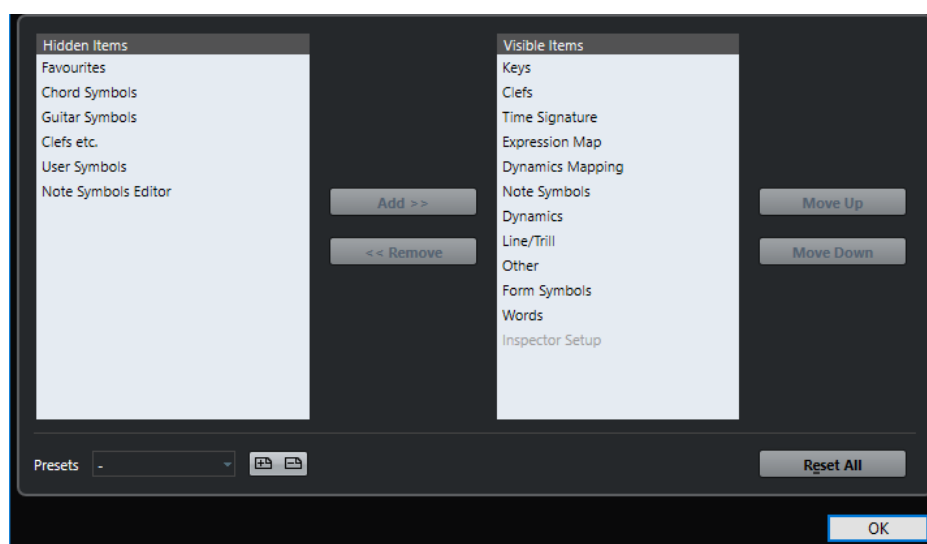 Hidden Items
Favourites
Chord Symbols
Guitar Symbols
Clefs etc.
User Symbols
Note Symbols Editor
Add >>
<< Remove
Visible Items
Keys
Clefs
Time Signature
Expression Map
Dynamics Mapping
Note Symbols
Dynamics
Line/Trill
Other
Form Symbols
Words
Inspector Setup
Move Up
Move Down
Presets -
Reset All
OK